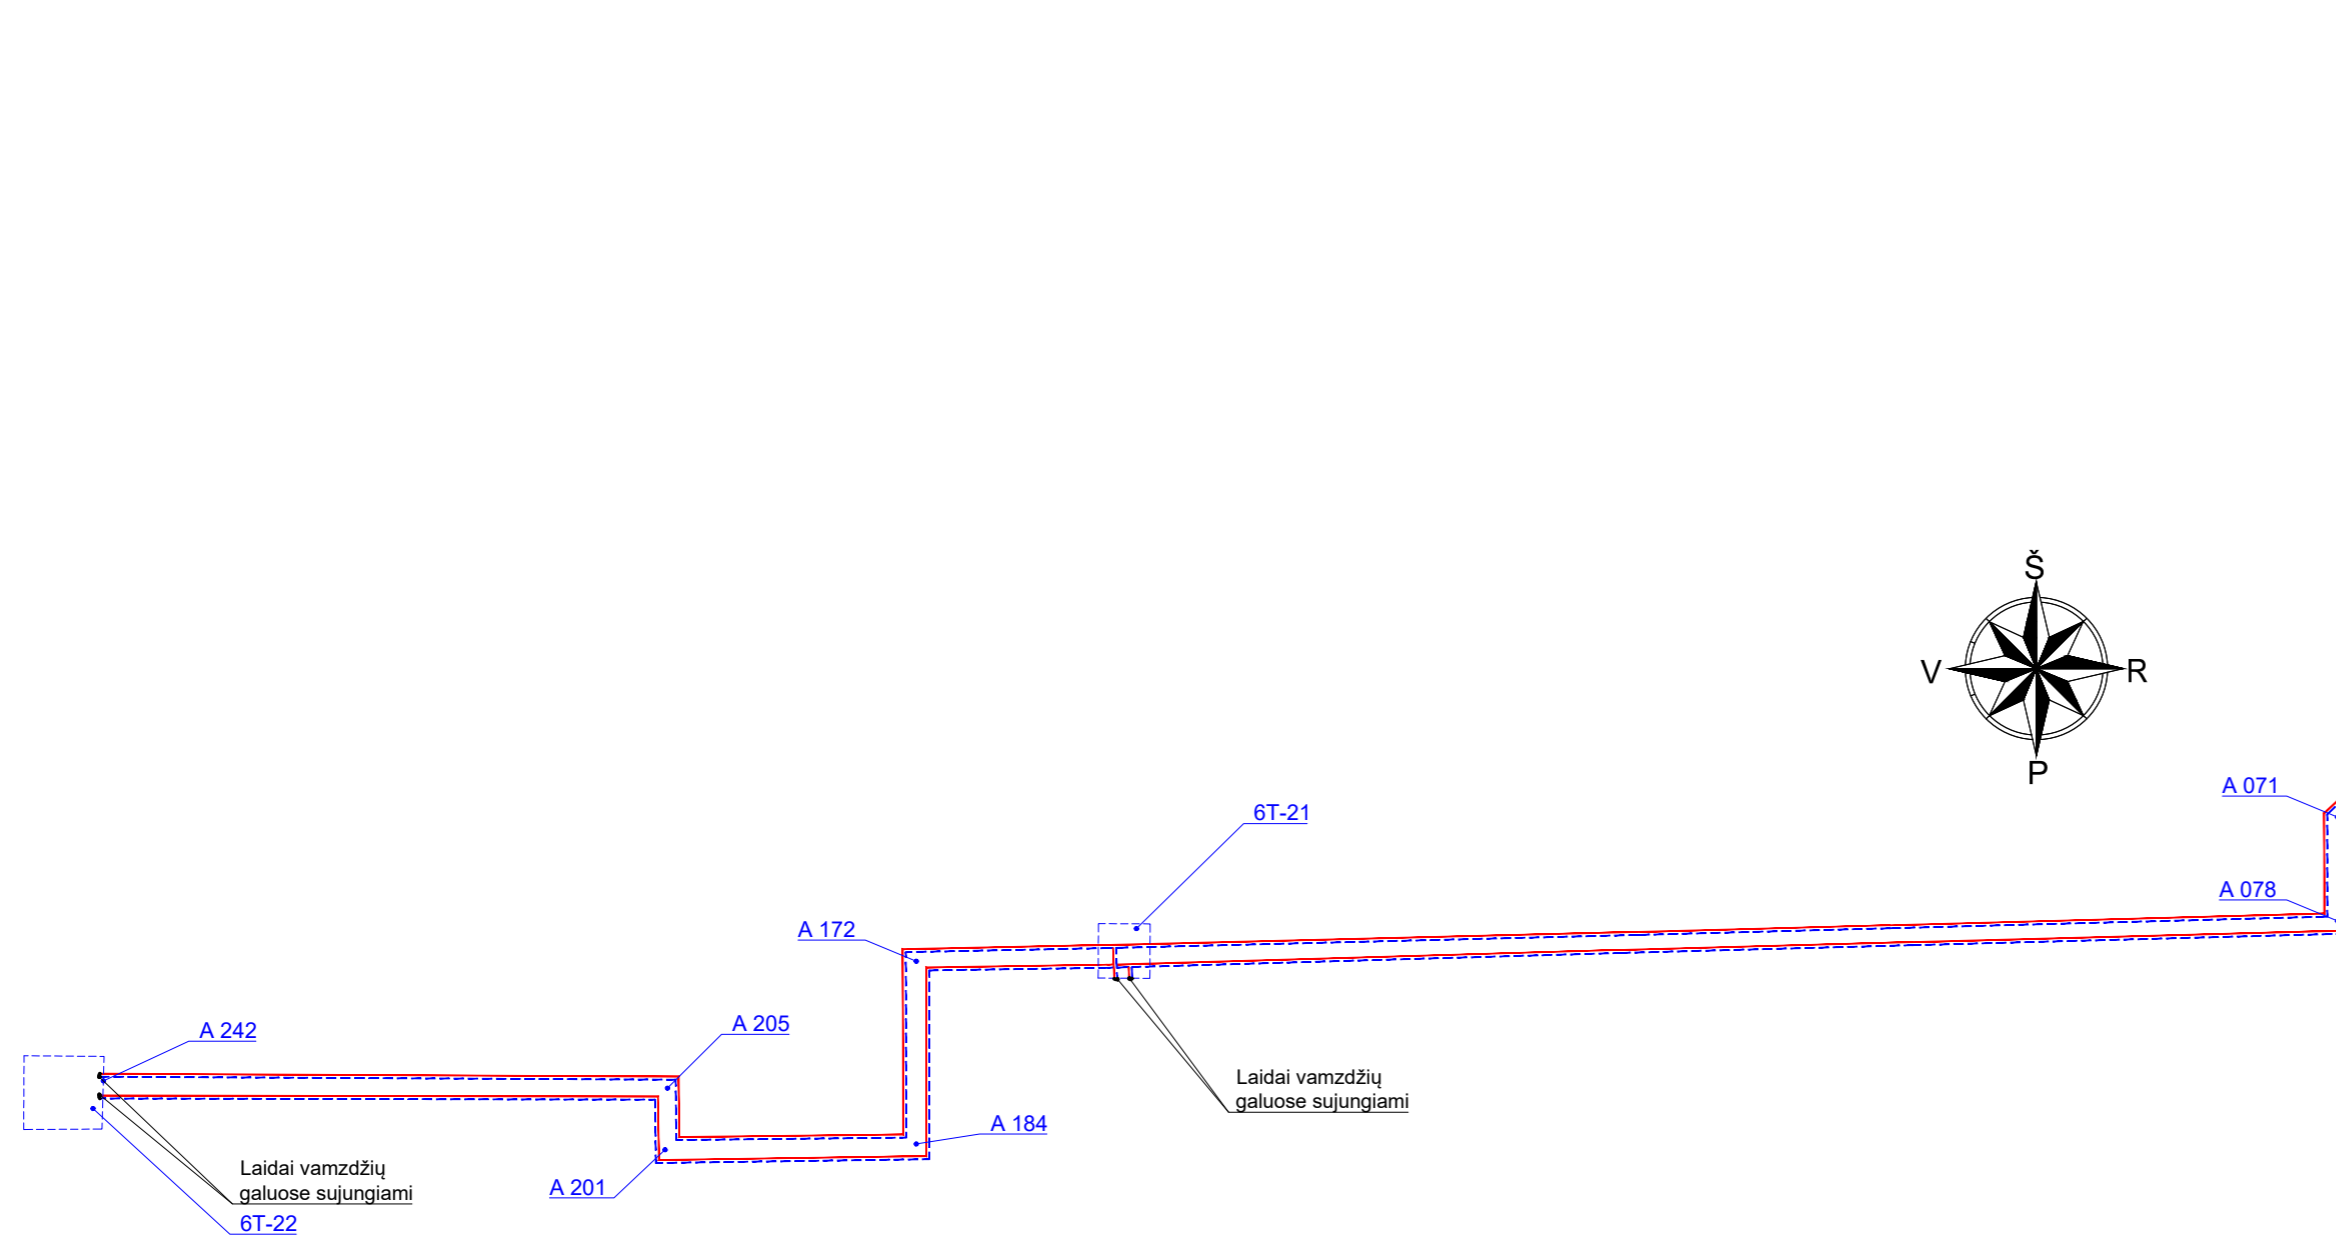 Š
V
R
P
A 071
6T-21
A 078
A 172
A 205
A 242
Laidai vamzdžių
galuose sujungiami
A 184
Laidai vamzdžių
galuose sujungiami
A 201
6T-22